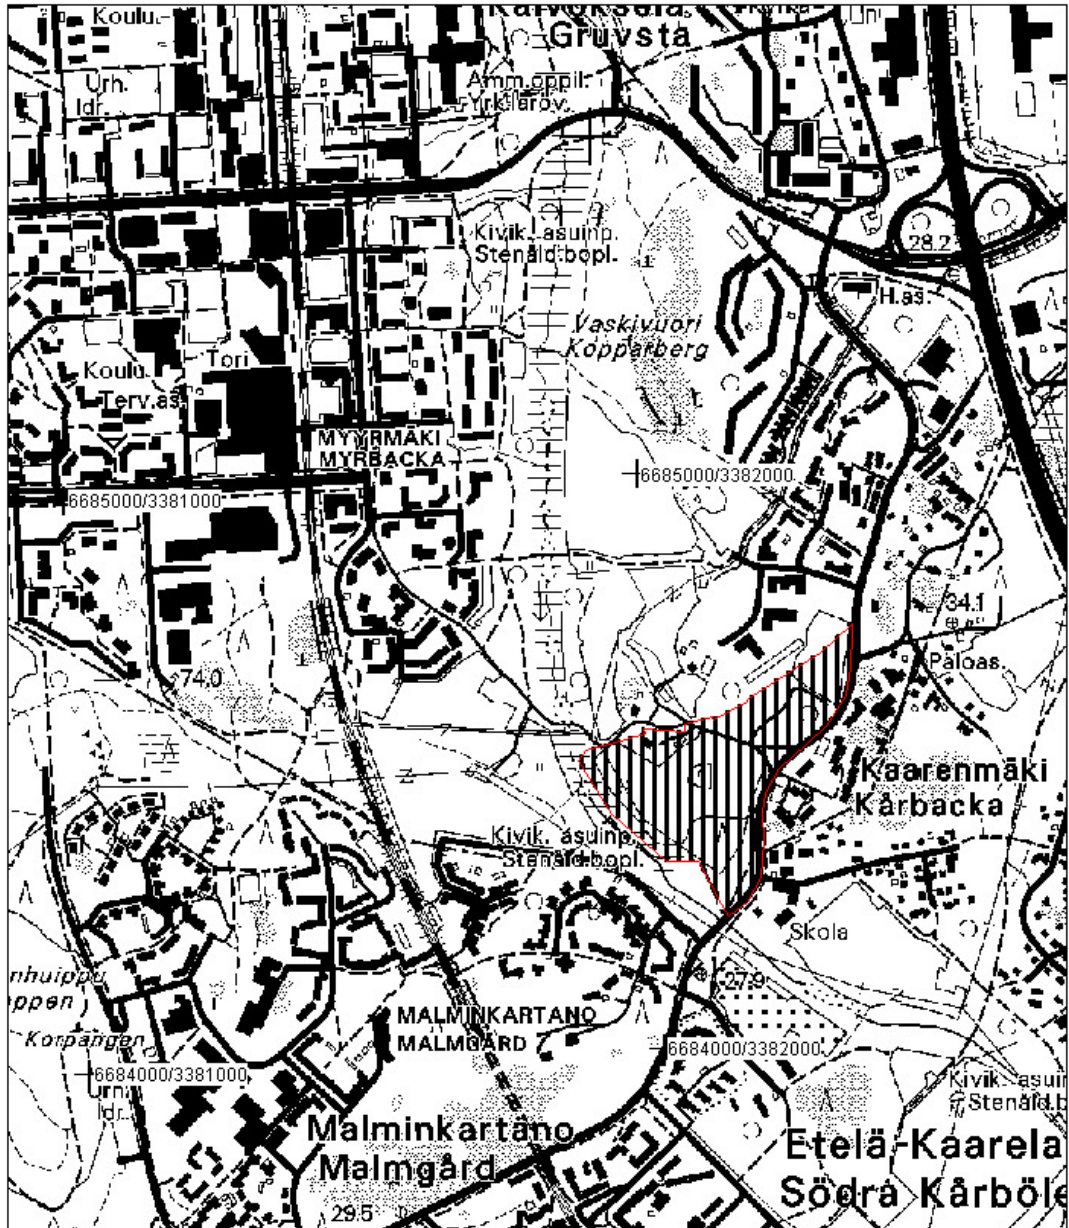 Koulu.
Gruvsta
Urh.
Idr.
Amm.oppil.
Yrk.lärov.
Kivik. asuinp.
Stenåld.bopl.
28.2
H.as.
Vaskivuori
Kopparberg
Koulu
Tori
Terv.as.
MYYRMÄKI
MYRBACKA
6685000/3382000
6685000/3381000
34.1
Paloas.
74.0
Kaarenmäki
Kårbacka
Kivik. asuinp.
Stenåld.bopl.
Skola
27.9
MALMINKARTANO
MALMGÅRD
Korpängen
6684000/3382000
6684000/3381000
Urh.
Idr.
Kivik. asuin
Stenåld.b
Malminkartano
Malmgård
Etelä-Kaarela
Södra Kårböle
29.5